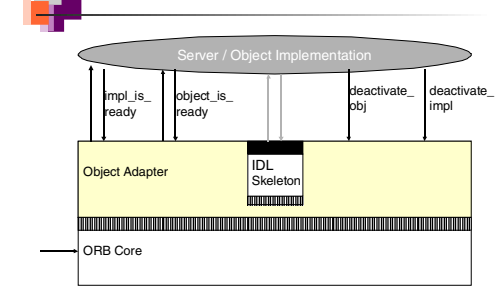 Server / Object Implementation
impl_is_
ready
object_is_
ready
deactivate_
obj
deactivate_
impl
Object Adapter
IDL
Skeleton
ORB Core